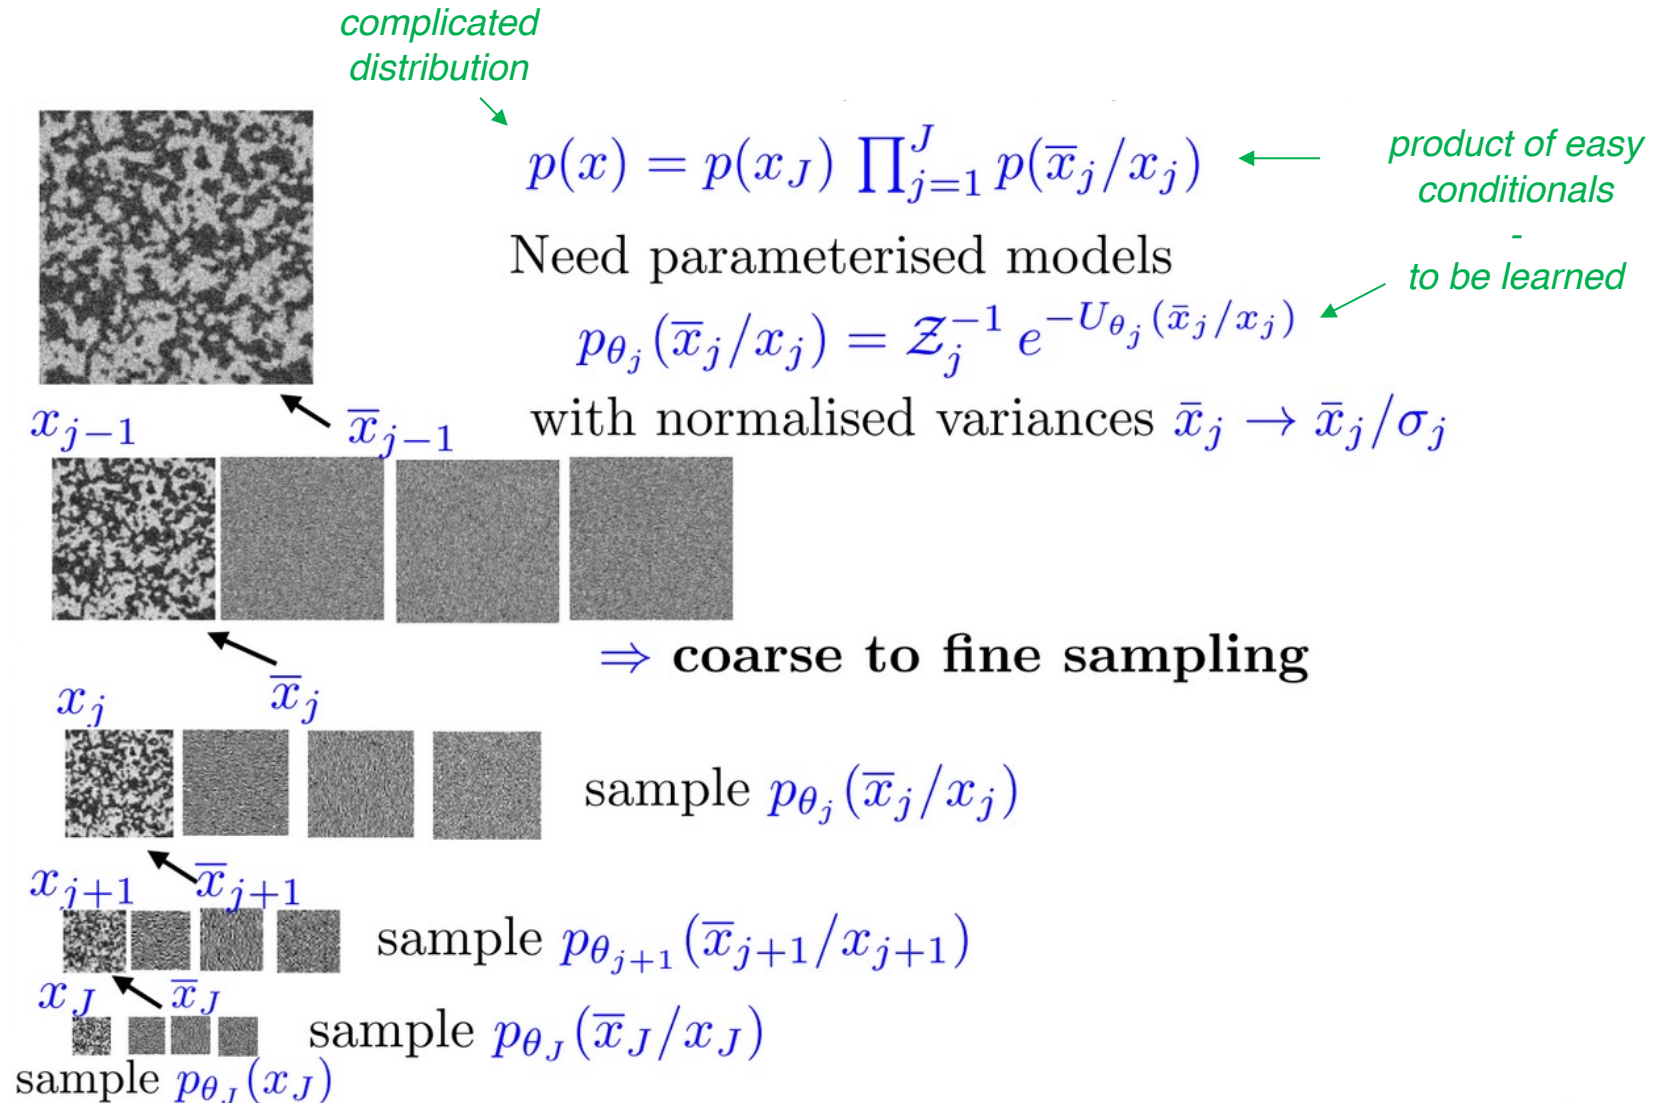 complicated
distribution
p(x) = p(x_J) ∏_{j=1}^{J} p(x̅_j/x_j)
product of easy
conditionals
-
to be learned
Need parameterised models
p_{θ_j}(x̅_j/x_j) = 𝒵_j^{-1} e^{-U_{θ_j}(x̅_j/x_j)}
with normalised variances x̅_j → x̅_j/σ_j
x_{j-1} x̅_{j-1}
⇒ coarse to fine sampling
x_j x̅_j
sample p_{θ_j}(x̅_j/x_j)
x_{j+1} x̅_{j+1}
sample p_{θ_{j+1}}(x̅_{j+1}/x_{j+1})
x_J x̅_J
sample p_{θ_J}(x̅_J/x_J)
sample p_{θ_J}(x_J)